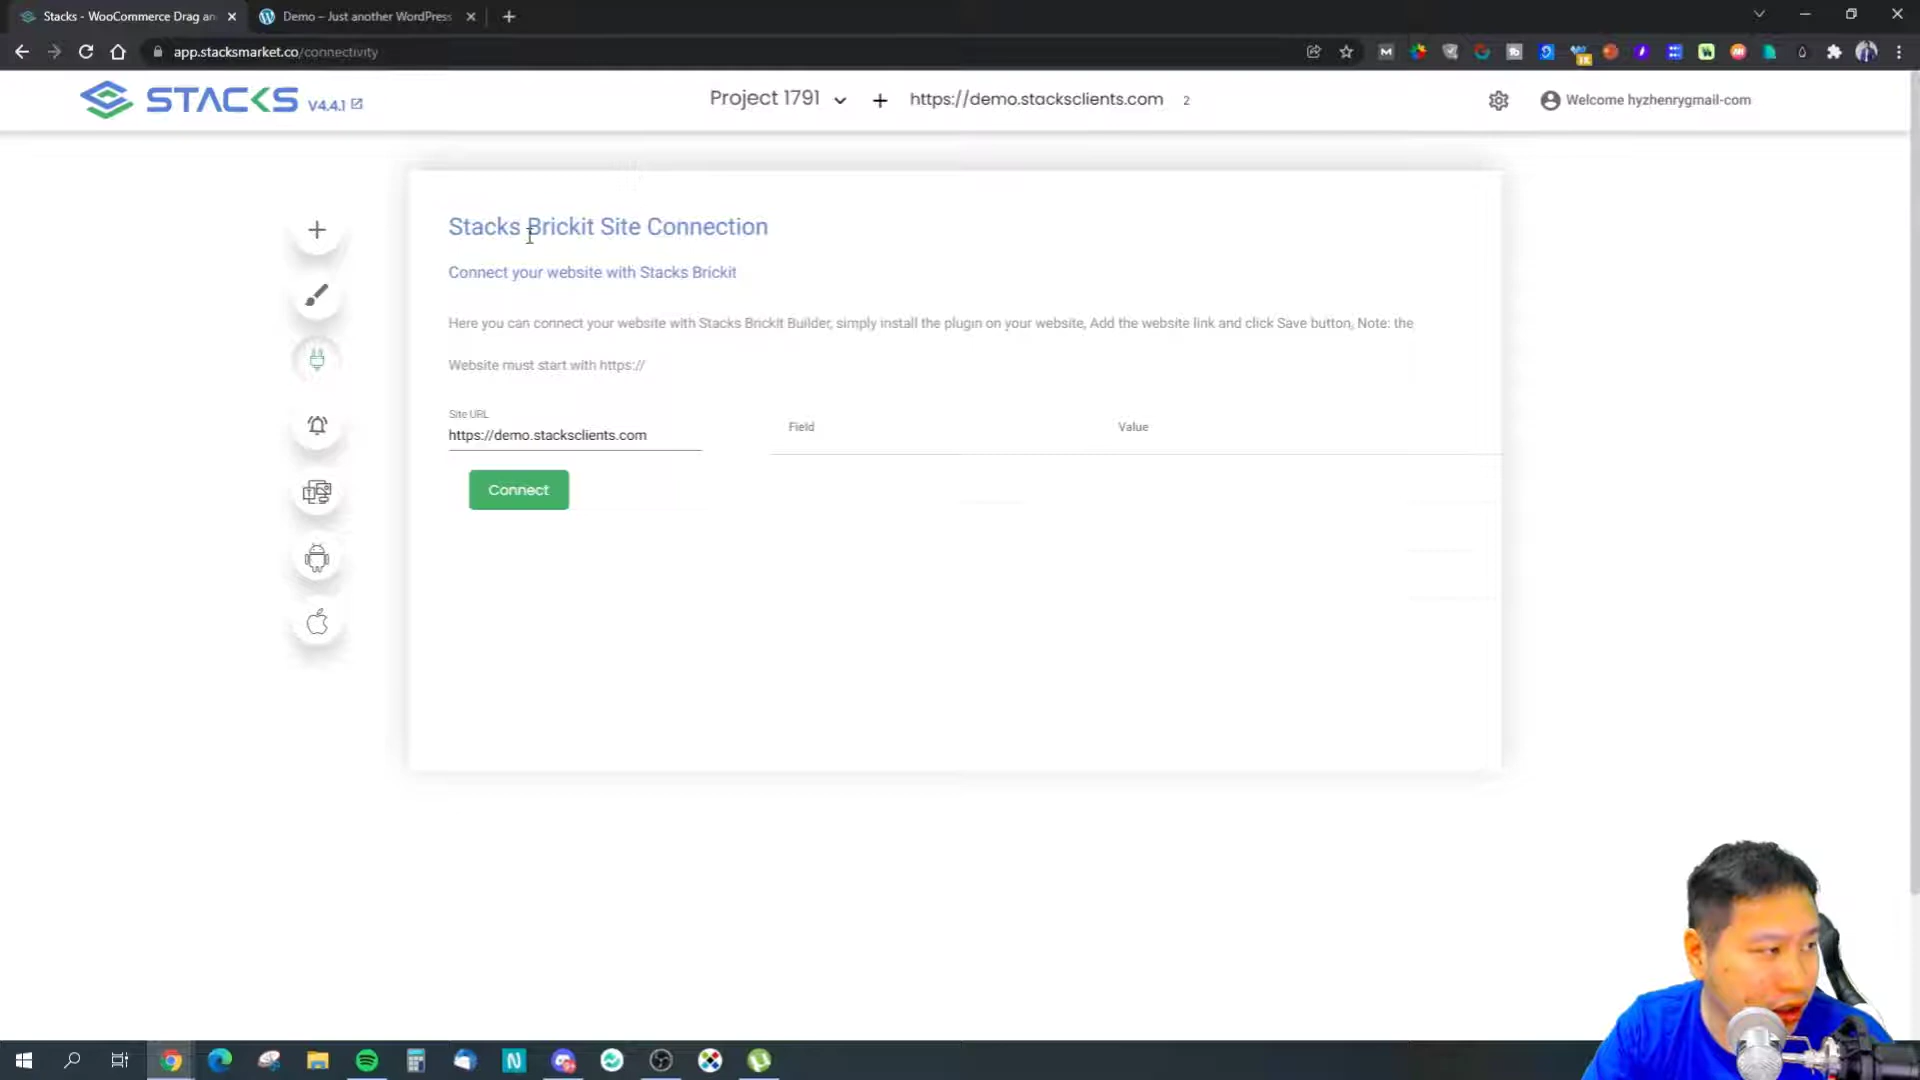 Stacks - WooCommerce Drag an
Demo – Just another WordPress
app.stacksmarket.co/connectivity
STACKS V4.4.1
Project 1791
https://demo.stacksclients.com 2
Welcome hyzhenrygmail-com
Stacks Brickit Site Connection
Connect your website with Stacks Brickit
Here you can connect your website with Stacks Brickit Builder, simply install the plugin on your website, Add the website link and click Save button, Note: the
Website must start with https://
Site URL
https://demo.stacksclients.com
Field
Value
Connect